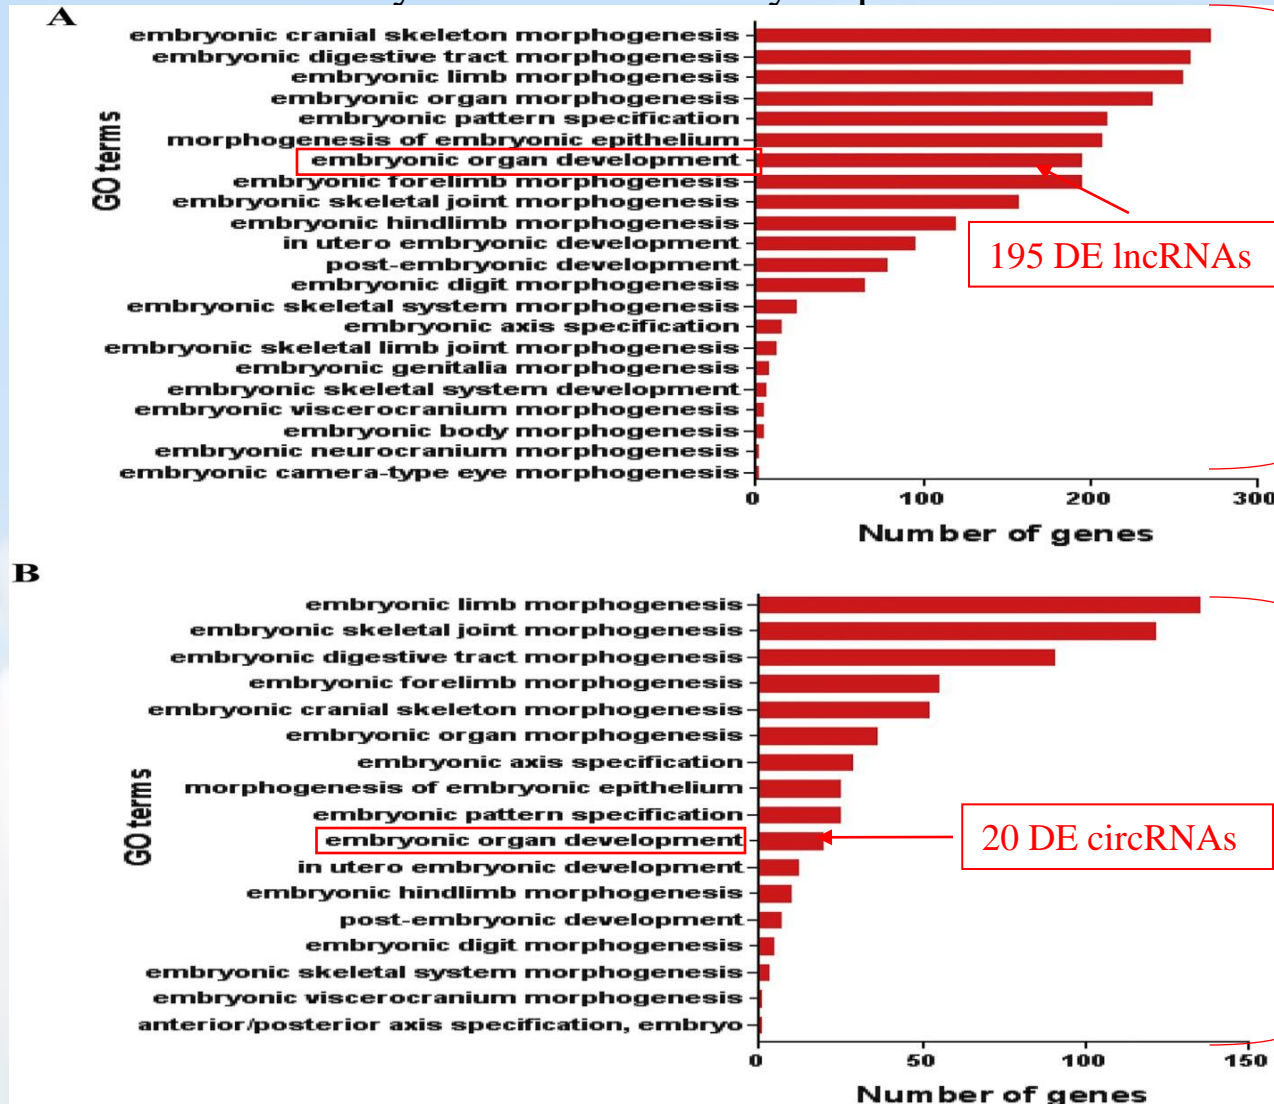 A
embryonic cranial skeleton morphogenesis
embryonic digestive tract morphogenesis
embryonic limb morphogenesis
embryonic organ morphogenesis
embryonic pattern specification
morphogenesis of embryonic epithelium
embryonic organ development
embryonic forelimb morphogenesis
embryonic skeletal joint morphogenesis
embryonic hindlimb morphogenesis
in utero embryonic development
post-embryonic development
embryonic digit morphogenesis
embryonic skeletal system morphogenesis
embryonic axis specification
embryonic skeletal limb joint morphogenesis
embryonic genitalia morphogenesis
embryonic skeletal system development
embryonic viscerocranium morphogenesis
embryonic body morphogenesis
embryonic neurocranium morphogenesis
embryonic camera-type eye morphogenesis
GO terms
195 DE lncRNAs
0 100 200 300
Number of genes
B
embryonic limb morphogenesis
embryonic skeletal joint morphogenesis
embryonic digestive tract morphogenesis
embryonic forelimb morphogenesis
embryonic cranial skeleton morphogenesis
embryonic organ morphogenesis
embryonic axis specification
morphogenesis of embryonic epithelium
embryonic pattern specification
embryonic organ development
in utero embryonic development
embryonic hindlimb morphogenesis
post-embryonic development
embryonic digit morphogenesis
embryonic skeletal system morphogenesis
embryonic viscerocranium morphogenesis
anterior/posterior axis specification, embryo
GO terms
20 DE circRNAs
0 50 100 150
Number of genes